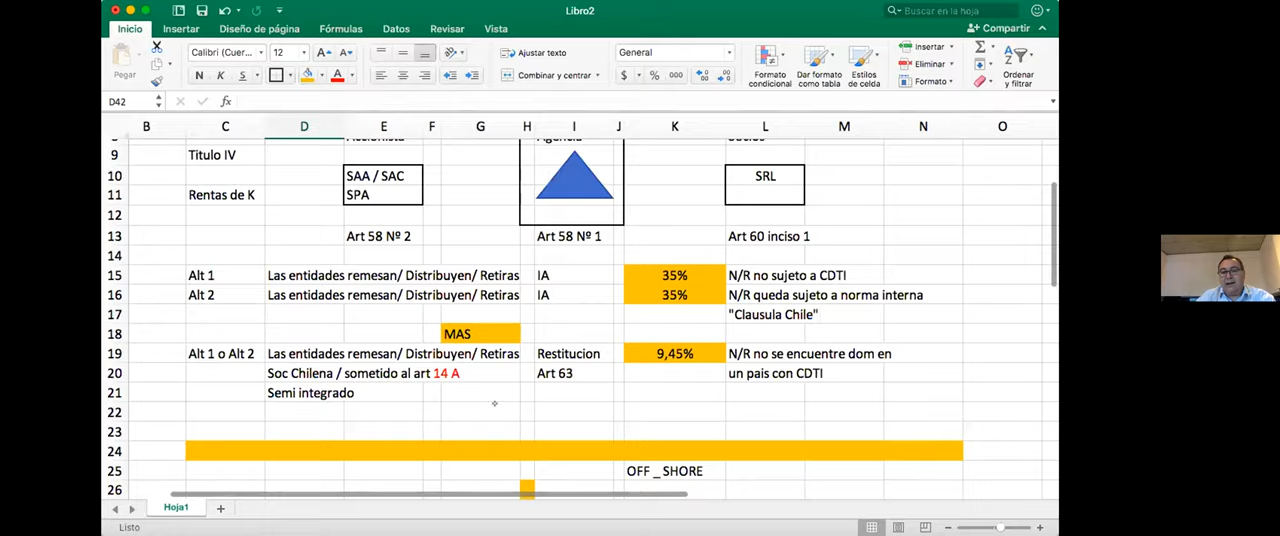 Libro2
Buscar en la hoja
Inicio Insertar Diseño de página Fórmulas Datos Revisar Vista
Compartir
Pegar
Calibri (Cuer... 12
N K S
Ajustar texto
Combinar y centrar
General
$ % 000
Formato condicional
Dar formato como tabla
Estilos de celda
Insertar
Eliminar
Formato
Ordenar y filtrar
D42 fx
B C D E F G H I J K L M N O
9 Titulo IV
10 SAA / SAC SRL
11 Rentas de K SPA
12
13 Art 58 Nº 2 Art 58 Nº 1 Art 60 inciso 1
14
15 Alt 1 Las entidades remesan/ Distribuyen/ Retiras IA 35% N/R no sujeto a CDTI
16 Alt 2 Las entidades remesan/ Distribuyen/ Retiras IA 35% N/R queda sujeto a norma interna
17 "Clausula Chile"
18 MAS
19 Alt 1 o Alt 2 Las entidades remesan/ Distribuyen/ Retiras Restitucion 9,45% N/R no se encuentre dom en
20 Soc Chilena / sometido al art 14 A Art 63 un pais con CDTI
21 Semi integrado
22
23
24
25 OFF _ SHORE
26
Hoja1
Listo